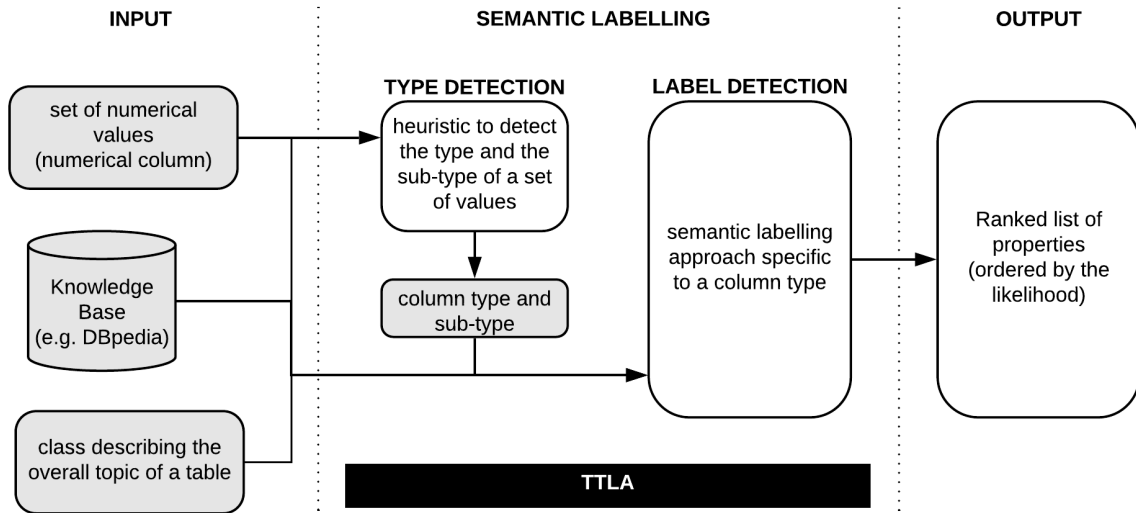 INPUT
SEMANTIC LABELLING
OUTPUT
set of numerical
values
(numerical column)
Knowledge
Base
(e.g. DBpedia)
class describing the
overall topic of a table
TYPE DETECTION
heuristic to detect
the type and the
sub-type of a set
of values
column type and
sub-type
LABEL DETECTION
semantic labelling
approach specific
to a column type
Ranked list of
properties
(ordered by the
likelihood)
TTLA